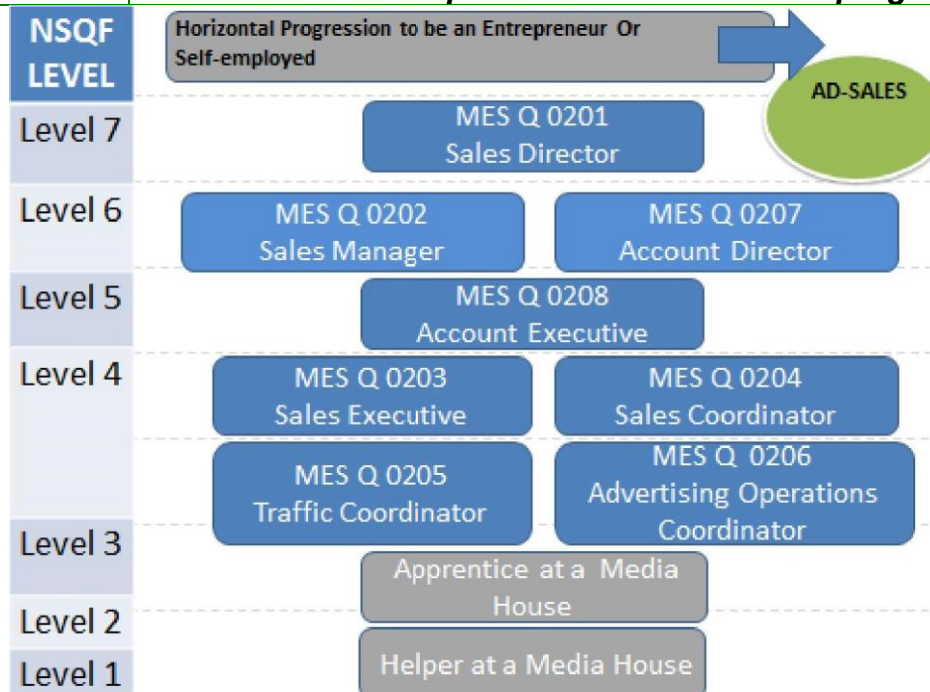 NSQF
LEVEL
Horizontal Progression to be an Entrepreneur Or
Self-employed
AD-SALES
Level 7
MES Q 0201
Sales Director
Level 6
MES Q 0202
Sales Manager
MES Q 0207
Account Director
Level 5
MES Q 0208
Account Executive
Level 4
MES Q 0203
Sales Executive
MES Q 0204
Sales Coordinator
MES Q 0205
Traffic Coordinator
MES Q 0206
Advertising Operations
Coordinator
Level 3
Apprentice at a Media
House
Level 2
Level 1
Helper at a Media House